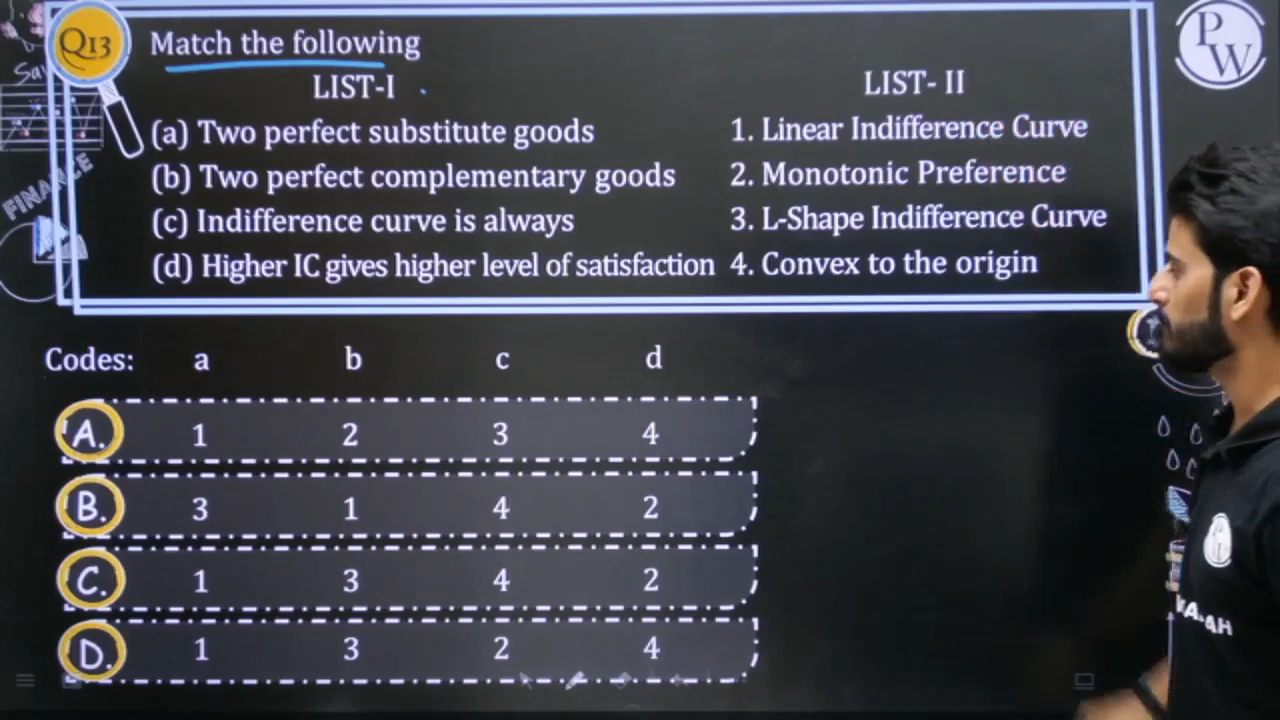 Q13
Match the following
LIST-I
LIST- II
(a) Two perfect substitute goods
1. Linear Indifference Curve
(b) Two perfect complementary goods
2. Monotonic Preference
(c) Indifference curve is always
3. L-Shape Indifference Curve
(d) Higher IC gives higher level of satisfaction
4. Convex to the origin
PW
FINANCE
Codes: a b c d
A. 1 2 3 4
B. 3 1 4 2
C. 1 3 4 2
D. 1 3 2 4